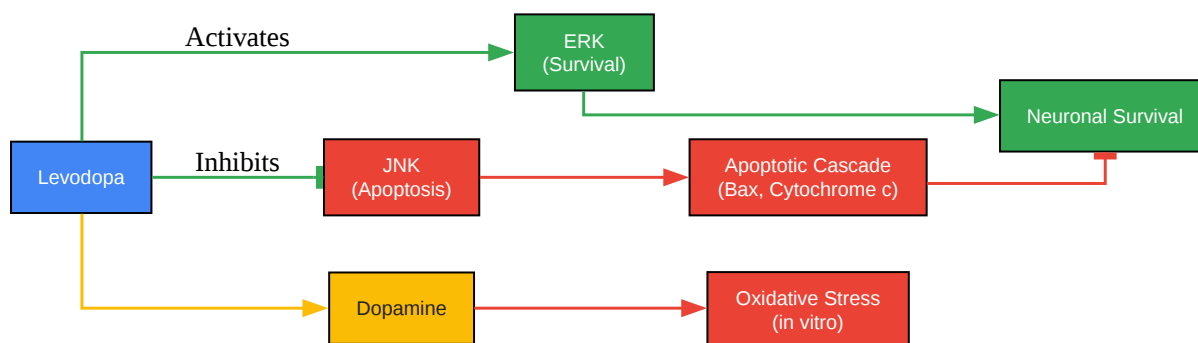 Activates
ERK
(Survival)
Neuronal Survival
Levodopa
Inhibits
JNK
(Apoptosis)
Apoptotic Cascade
(Bax, Cytochrome c)
Dopamine
Oxidative Stress
(in vitro)